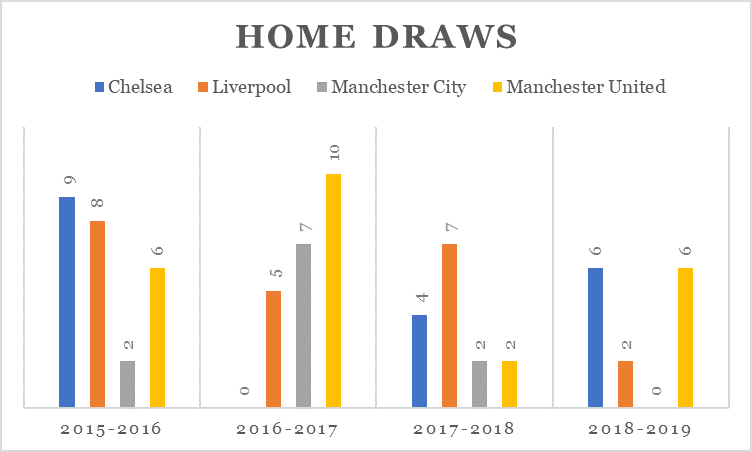 HOME DRAWS
Chelsea Liverpool Manchester City Manchester United
9 8 2 6 0 5 7 10 4 7 2 2 6 2 0 6
2015-2016 2016-2017 2017-2018 2018-2019